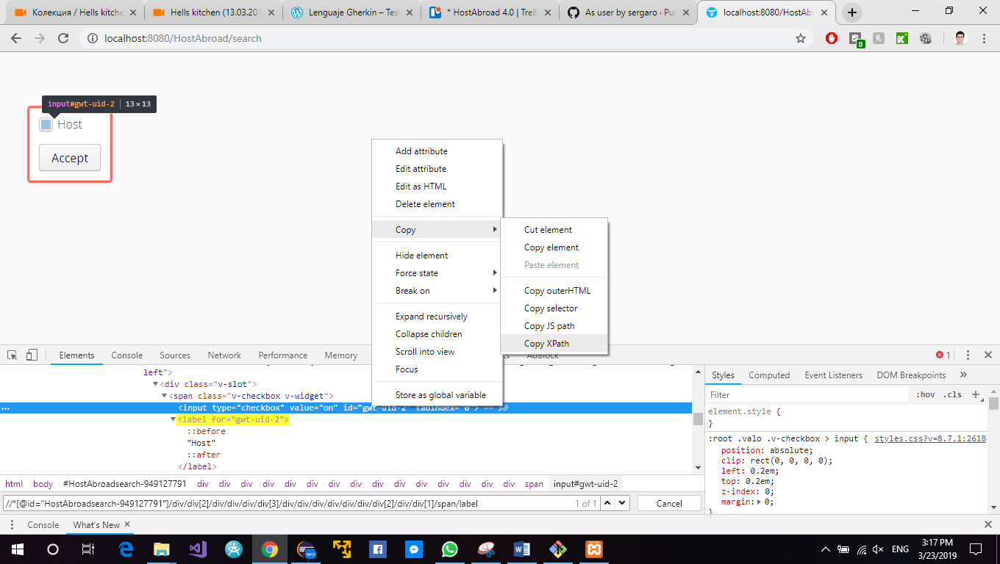 Колекция / Hells kitche
Hells kitchen (13.03.201
Lenguaje Gherkin – Test
* HostAbroad 4.0 | Trell
As user by sergaro · Pul
localhost:8080/HostAbr
localhost:8080/HostAbroad/search
0
input#gwt-uid-2 | 13 × 13
Host
Accept
Add attribute
Edit attribute
Edit as HTML
Delete element
Copy
Hide element
Force state
Break on
Expand recursively
Collapse children
Scroll into view
Focus
Store as global variable
Cut element
Copy element
Paste element
Copy outerHTML
Copy selector
Copy JS path
Copy XPath
Elements Console Sources Network Performance Memory AdBlock
1
left">
<div class="v-slot">
<span class="v-checkbox v-widget">
... <input type="checkbox" value="on" id="gwt-uid-2" tabindex="0"> == $0
<label for="gwt-uid-2">
::before
"Host"
::after
</label>
html body #HostAbroadsearch-949127791 div div div div div div div div div div div div div div div span input#gwt-uid-2
//*[@id="HostAbroadsearch-949127791"]/div/div[2]/div/div/div/div[3]/div/div/div/div/div/div/div[2]/div/div[1]/span/label
1 of 1
Cancel
Styles Computed Event Listeners DOM Breakpoints »
Filter
:hov .cls +
element.style {
}
:root .valo .v-checkbox > input { styles.css?v=8.7.1:2618
position: absolute;
clip: rect(0, 0, 0, 0);
left: 0.2em;
top: 0.2em;
z-index: 0;
margin: 0;
}
Console What's New
ENG
3:17 PM
3/23/2019